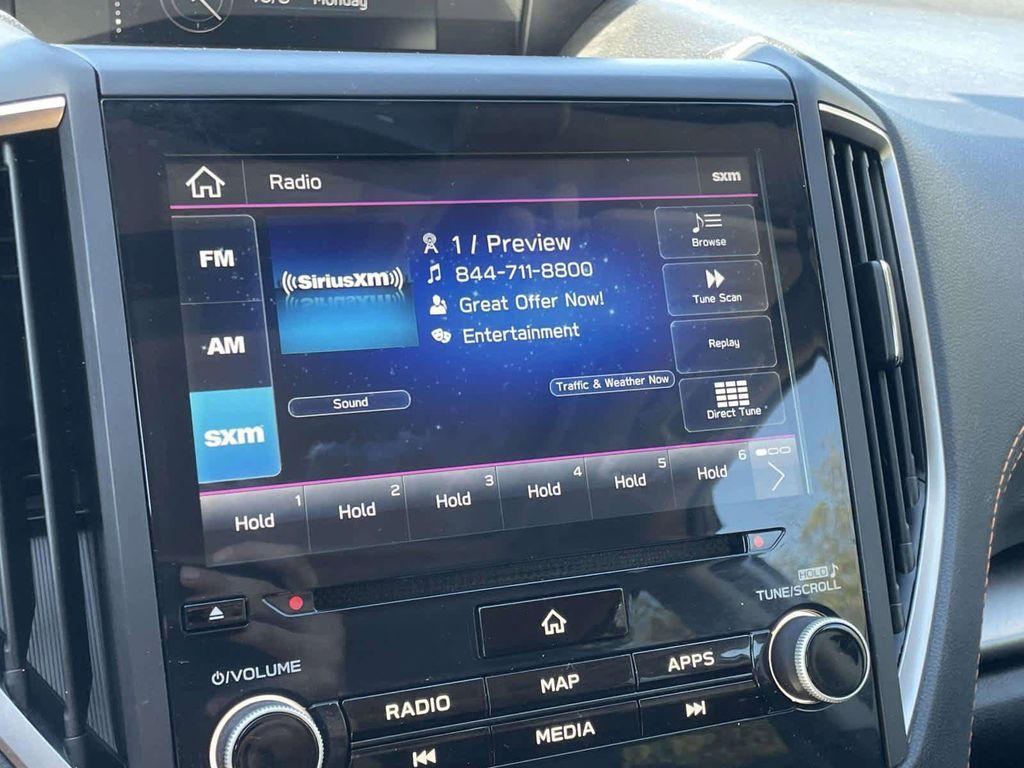 Monday
Radio
sxm
FM
AM
sxm
((SiriusXM))
1 / Preview
844-711-8800
Great Offer Now!
Entertainment
Browse
Tune Scan
Replay
Direct Tune
Sound
Traffic & Weather Now
1
Hold
2
Hold
3
Hold
4
Hold
5
Hold
6
Hold
HOLD
TUNE/SCROLL
/VOLUME
RADIO
MAP
APPS
MEDIA